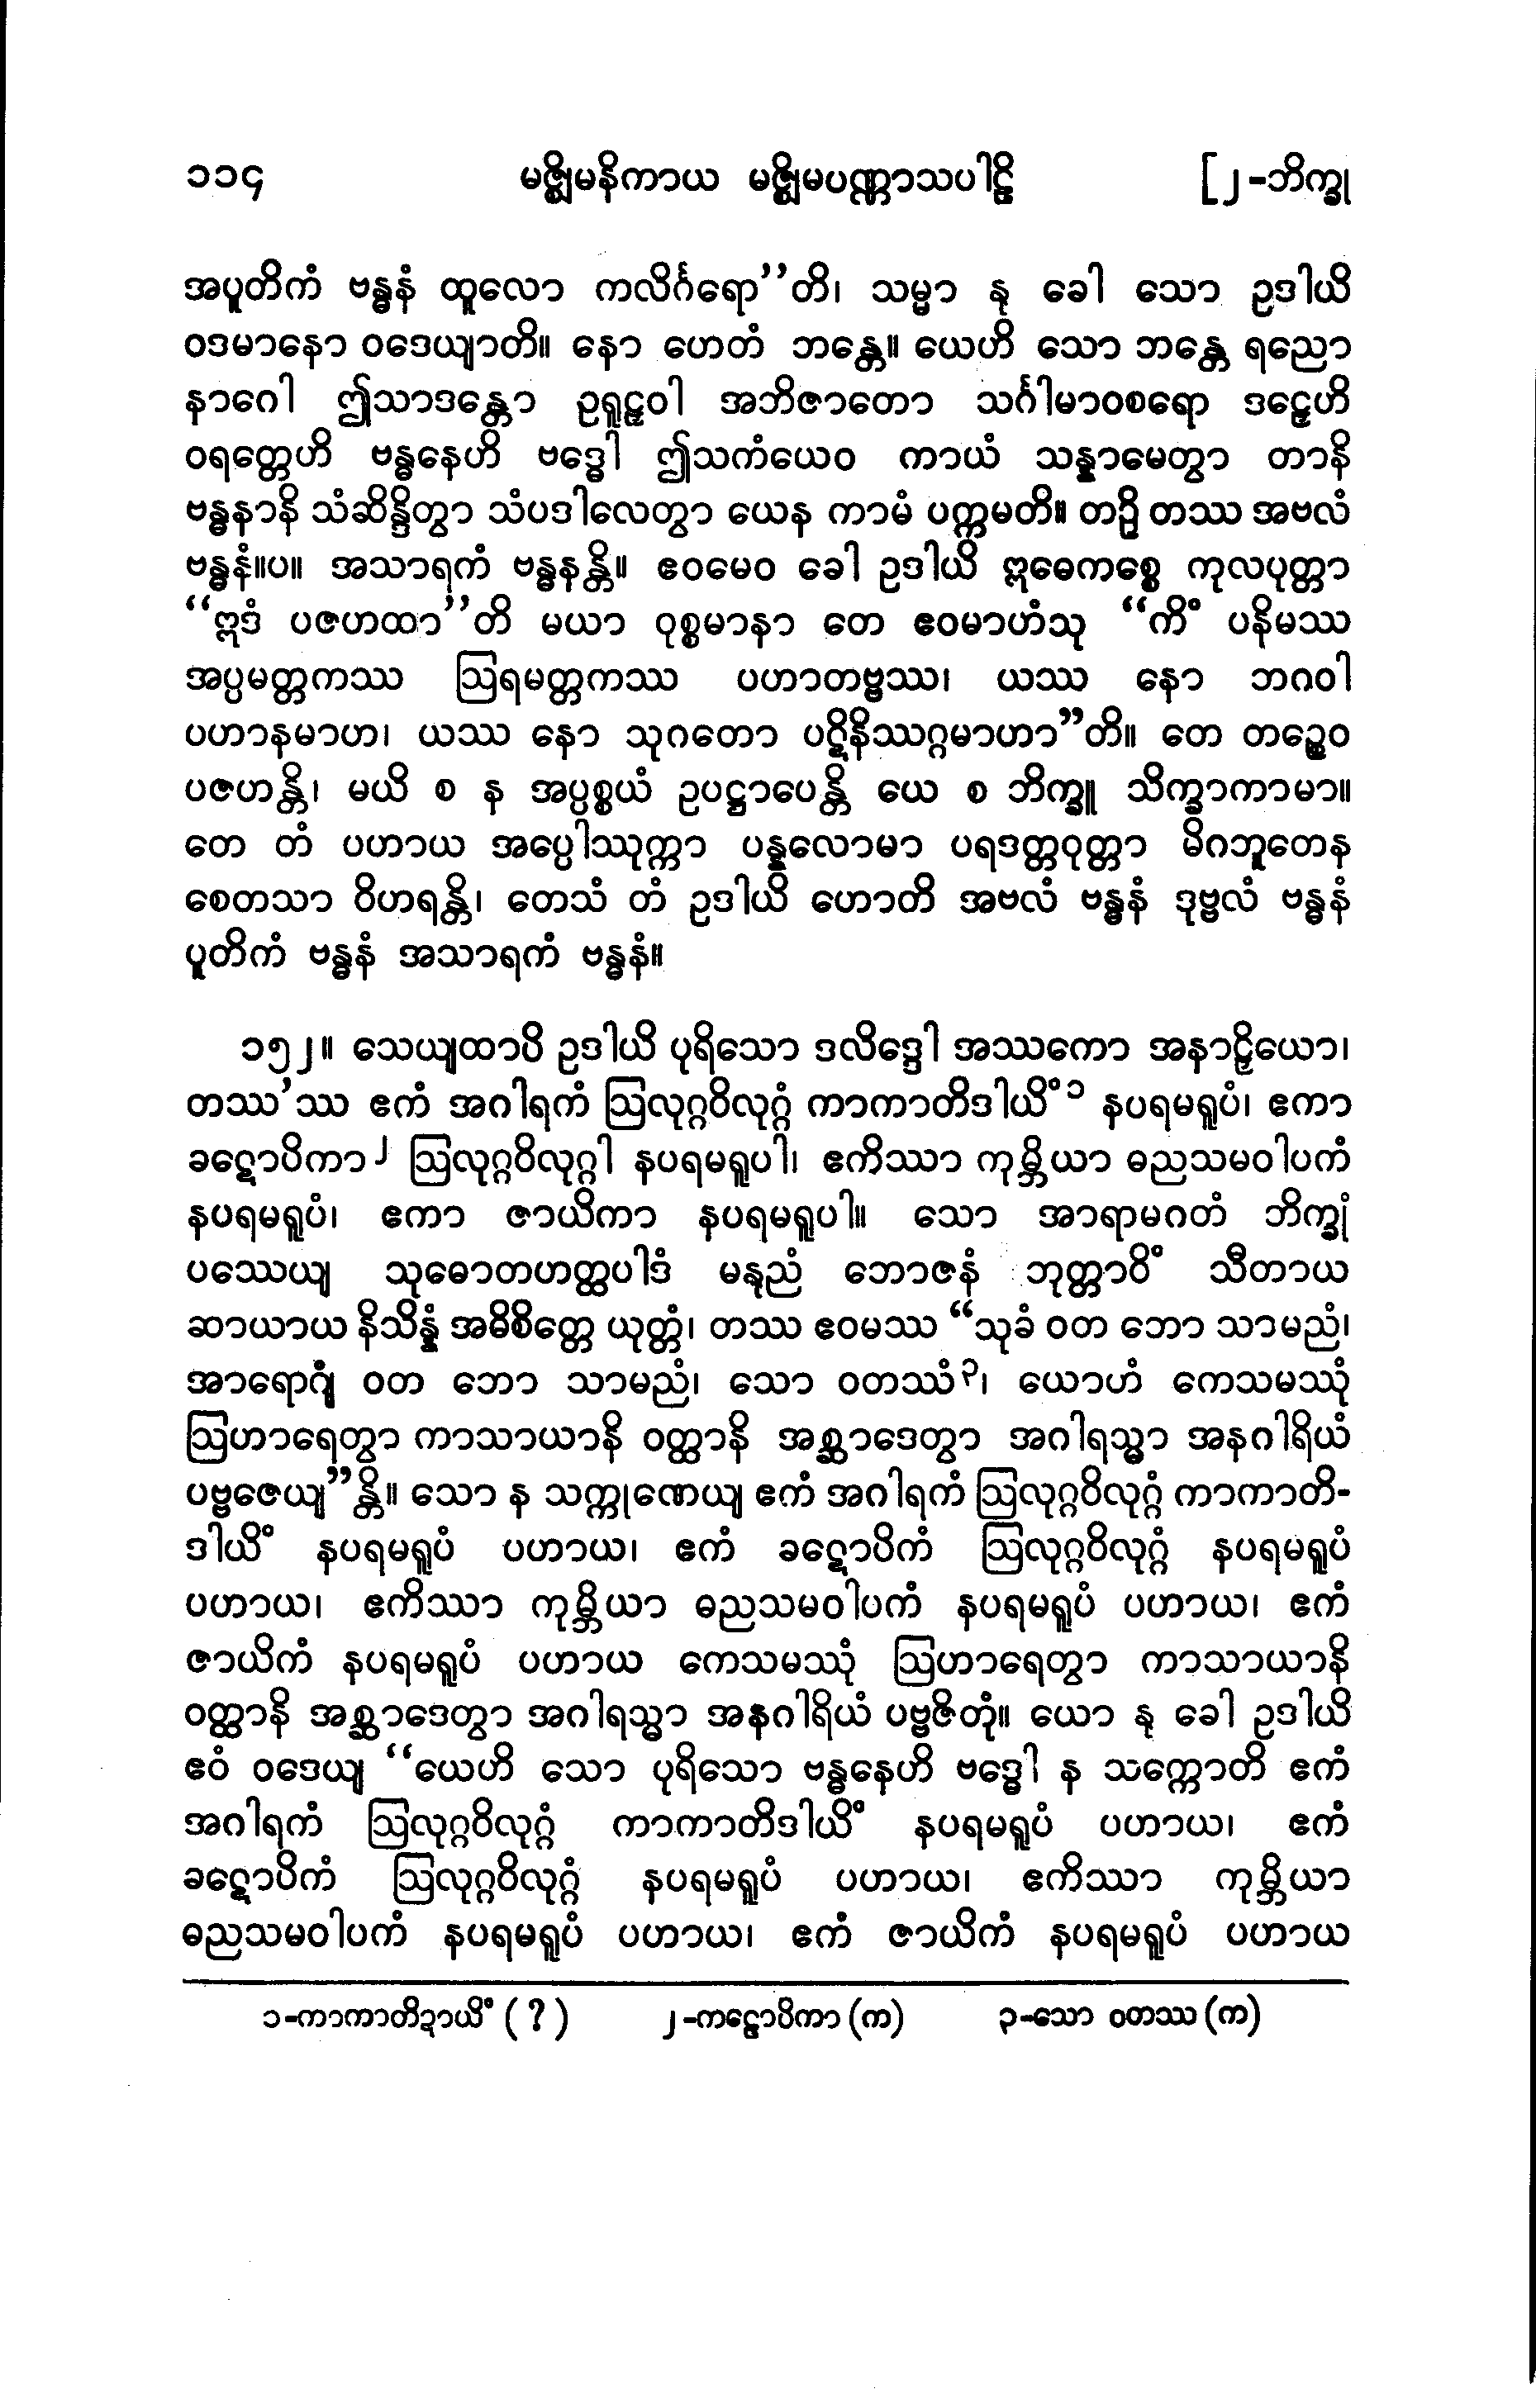 ၁၁၄ မဇ္ဈိမနိကာယ မဇ္ဈိမပဏ္ဏာသပါဠိ [၂-ဘိက္ခု
အပူတိကံ ဗန္ဓနံ ထူလော ကလိင်္ဂရော’’တိ၊ သမ္မာ နု ခေါ သော ဥဒါယိ
ဝဒမာနော ဝဒေယျာတိ။ နော ဟေတံ ဘန္တေ။ ယေဟိ သော ဘန္တေ ရညော
နာဂေါ ဤသာဒန္တော ဥရူဠှဝါ အဘိဇာတော သင်္ဂါမာဝစရော ဒဠှေဟိ
ဝရတ္တေဟိ ဗန္ဓနေဟိ ဗဒ္ဓေါ ဤသကံယေဝ ကာယံ သန္နာမေတွာ တာနိ
ဗန္ဓနာနိ သံဆိန္ဒိတွာ သံပဒါလေတွာ ယေန ကာမံ ပက္ကမတိ။ တဉှိ တဿ အဗလံ
ဗန္ဓနံ။ပ။ အသာရကံ ဗန္ဓနန္တိ။ ဧဝမေဝ ခေါ ဥဒါယိ ဣဓေကစ္စေ ကုလပုတ္တာ
‘‘ဣဒံ ပဇဟထာ’’တိ မယာ ဝုစ္စမာနာ တေ ဧဝမာဟံသု “ကိံ ပနိမဿ
အပ္ပမတ္တကဿ ဩရမတ္တကဿ ပဟာတဗ္ဗဿ၊ ယဿ နော ဘဂဝါ
ပဟာနမာဟ၊ ယဿ နော သုဂတော ပဋိနိဿဂ္ဂမာဟာ”တိ။ တေ တဉ္စေဝ
ပဇဟန္တိ၊ မယိ စ န အပ္ပစ္စယံ ဥပဋ္ဌာပေန္တိ ယေ စ ဘိက္ခူ သိက္ခာကာမာ။
တေ တံ ပဟာယ အပ္ပေါဿုက္ကာ ပန္နလောမာ ပရဒတ္တဝုတ္တာ မိဂဘူတေန
စေတသာ ဝိဟရန္တိ၊ တေသံ တံ ဥဒါယိ ဟောတိ အဗလံ ဗန္ဓနံ ဒုဗ္ဗလံ ဗန္ဓနံ
ပူတိကံ ဗန္ဓနံ အသာရကံ ဗန္ဓနံ။
၁၅၂။ သေယျထာပိ ဥဒါယိ ပုရိသော ဒလိဒ္ဒေါ အဿကော အနာဠှိယော၊
တဿ’ဿ ဧကံ အဂါရကံ ဩလုဂ္ဂဝိလုဂ္ဂံ ကာကာတိဒါယိံ၁ နပရမရူပံ၊ ဧကာ
ခဋောပိကာ၂ ဩလုဂ္ဂဝိလုဂ္ဂါ နပရမရူပါ၊ ဧကိဿာ ကုမ္ဘိယာ ဓညသမဝါပကံ
နပရမရူပံ၊ ဧကာ ဇာယိကာ နပရမရူပါ။ သော အာရာမဂတံ ဘိက္ခုံ
ပဿေယျ သုဓောတဟတ္ထပါဒံ မနုညံ ဘောဇနံ ဘုတ္တာဝိံ သီတာယ
ဆာယာယ နိသိန္နံ အဓိစိတ္တေ ယုတ္တံ၊ တဿ ဧဝမဿ “သုခံ ဝတ ဘော သာမညံ၊
အာရောဂျံ ဝတ ဘော သာမညံ၊ သော ဝတဿံ၃၊ ယောဟံ ကေသမဿုံ
ဩဟာရေတွာ ကာသာယာနိ ဝတ္ထာနိ အစ္ဆာဒေတွာ အဂါရသ္မာ အနဂါရိယံ
ပဗ္ဗဇေယျ”န္တိ။ သော န သက္ကုဏေယျ ဧကံ အဂါရကံ ဩလုဂ္ဂဝိလုဂ္ဂံ ကာကာတိ-
ဒါယိံ နပရမရူပံ ပဟာယ၊ ဧကံ ခဋောပိကံ ဩလုဂ္ဂဝိလုဂ္ဂံ နပရမရူပံ
ပဟာယ၊ ဧကိဿာ ကုမ္ဘိယာ ဓညသမဝါပကံ နပရမရူပံ ပဟာယ၊ ဧကံ
ဇာယိကံ နပရမရူပံ ပဟာယ ကေသမဿုံ ဩဟာရေတွာ ကာသာယာနိ
ဝတ္ထာနိ အစ္ဆာဒေတွာ အဂါရသ္မာ အနဂါရိယံ ပဗ္ဗဇိတုံ။ ယော နု ခေါ ဥဒါယိ
ဧဝံ ဝဒေယျ ‘‘ယေဟိ သော ပုရိသော ဗန္ဓနေဟိ ဗဒ္ဓေါ န သက္ကောတိ ဧကံ
အဂါရကံ ဩလုဂ္ဂဝိလုဂ္ဂံ ကာကာတိဒါယိံ နပရမရူပံ ပဟာယ၊ ဧကံ
ခဋောပိကံ ဩလုဂ္ဂဝိလုဂ္ဂံ နပရမရူပံ ပဟာယ၊ ဧကိဿာ ကုမ္ဘိယာ
ဓညသမဝါပကံ နပရမရူပံ ပဟာယ၊ ဧကံ ဇာယိကံ နပရမရူပံ ပဟာယ
၁-ကာကာတိဍာယိံ (?) ၂-ကဠောပိကာ (က) ၃-သော ဝတဿ (က)